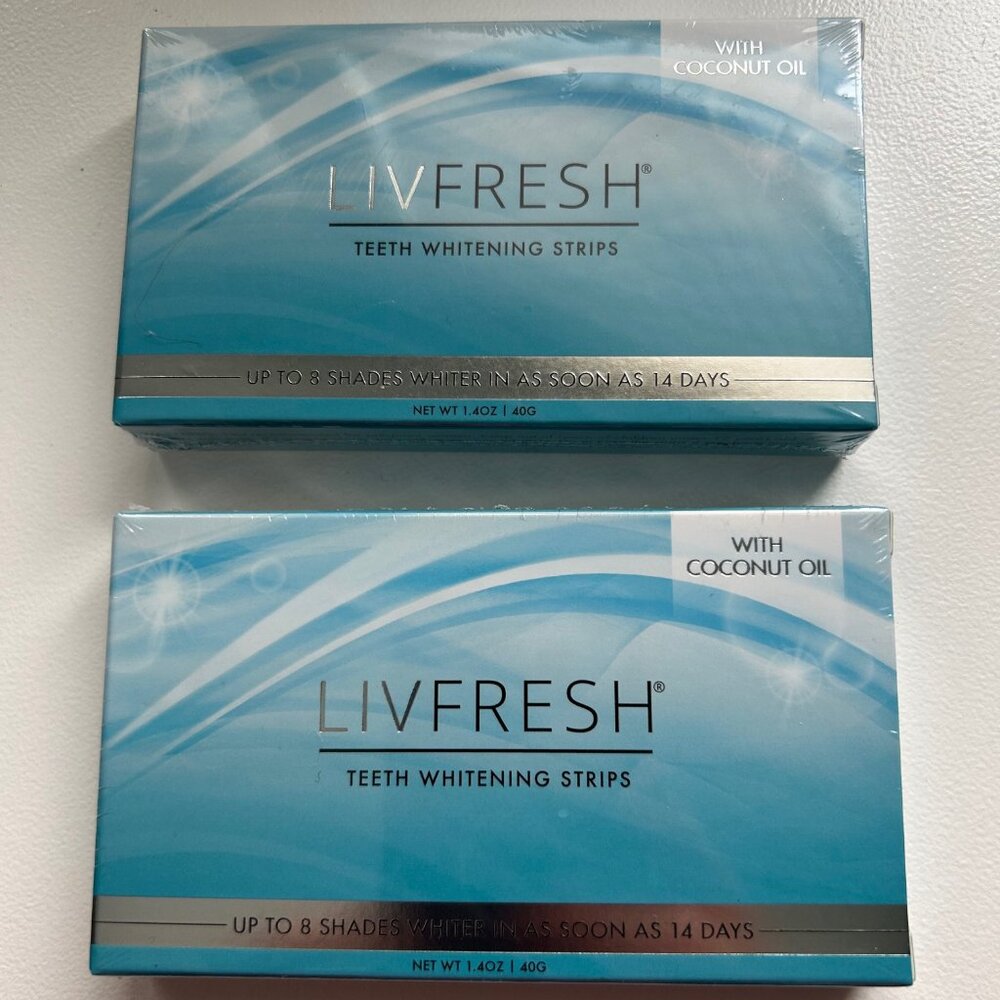 WITH
COCONUT OIL
LIVFRESH®
TEETH WHITENING STRIPS
UP TO 8 SHADES WHITER IN AS SOON AS 14 DAYS
NET WT 1.4OZ | 40G
WITH
COCONUT OIL
LIVFRESH®
TEETH WHITENING STRIPS
UP TO 8 SHADES WHITER IN AS SOON AS 14 DAYS
NET WT 1.4OZ | 40G